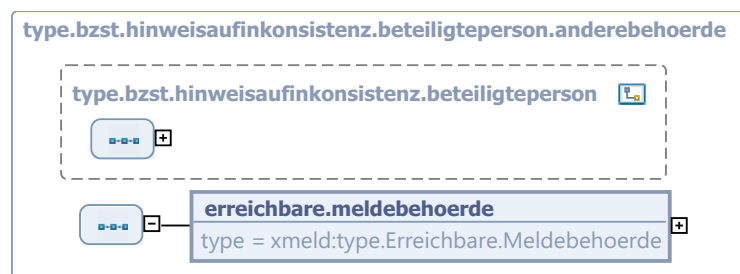 type.bzst.hinweisaufinkonsistenz.beteiligteperson.anderebehoerde
type.bzst.hinweisaufinkonsistenz.beteiligteperson
erreichbare.meldebehoerde
type = xmeld:type.Erreichbare.Meldebehoerde